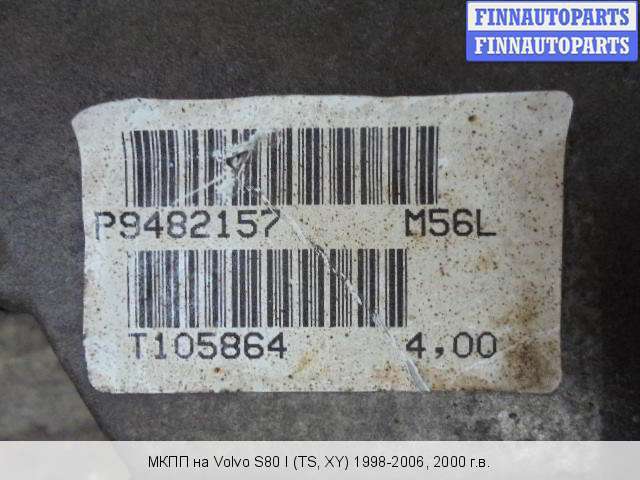 FINNAUTOPARTS
FINNAUTOPARTS
P9482157 M56L
T105864 4,00
МКПП на Volvo S80 I (TS, XY) 1998-2006, 2000 г.в.